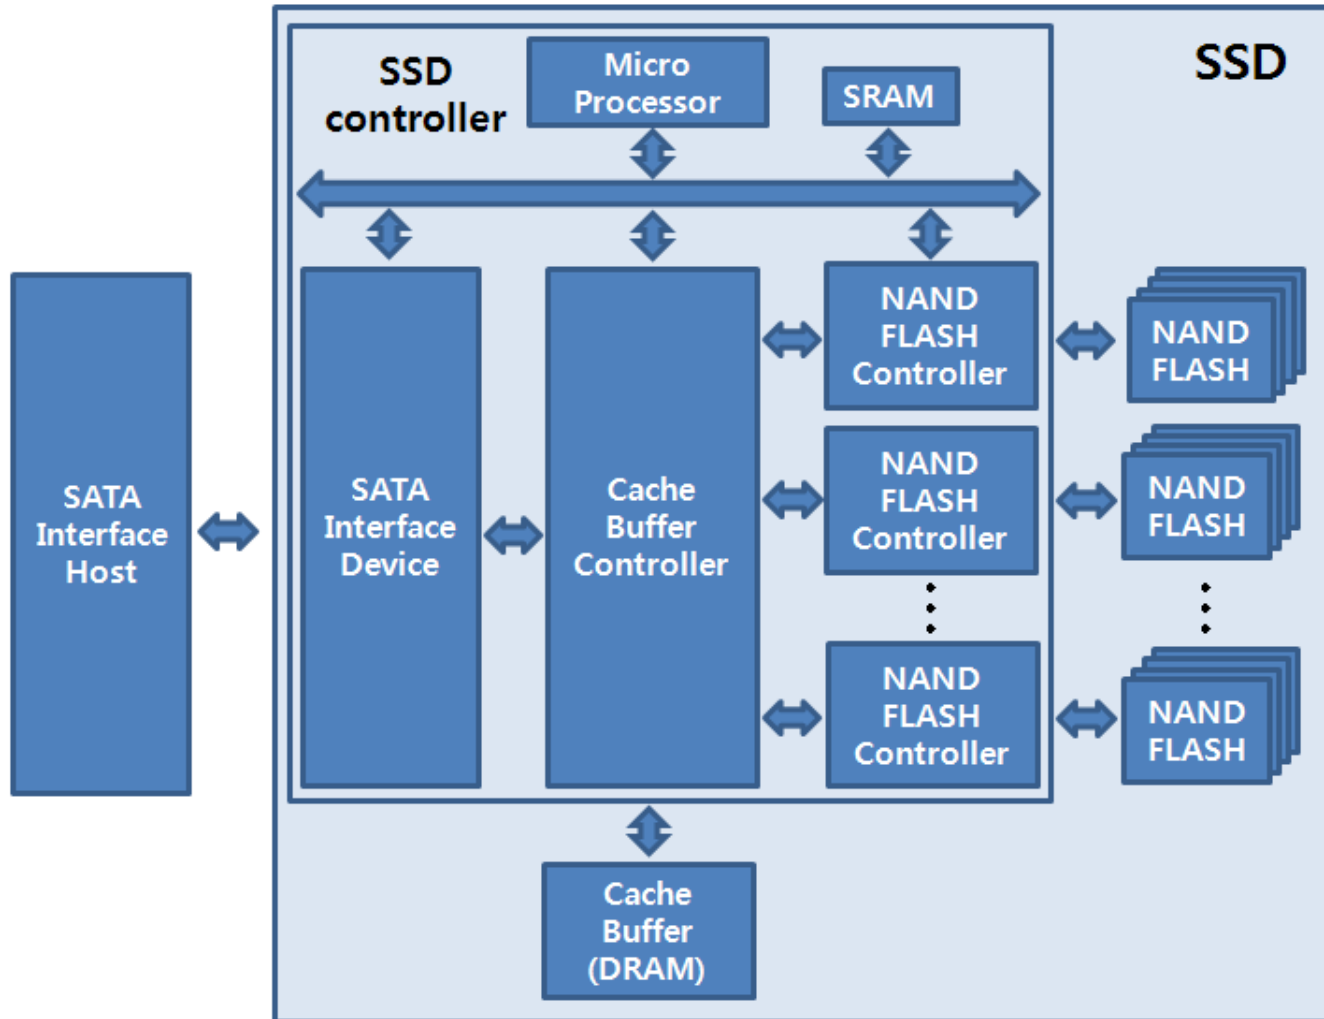 SSD
controller
Micro
Processor
SRAM
SSD
SATA
Interface
Host
SATA
Interface
Device
Cache
Buffer
Controller
NAND
FLASH
Controller
NAND
FLASH
NAND
FLASH
Controller
NAND
FLASH
NAND
FLASH
Controller
NAND
FLASH
Cache
Buffer
(DRAM)